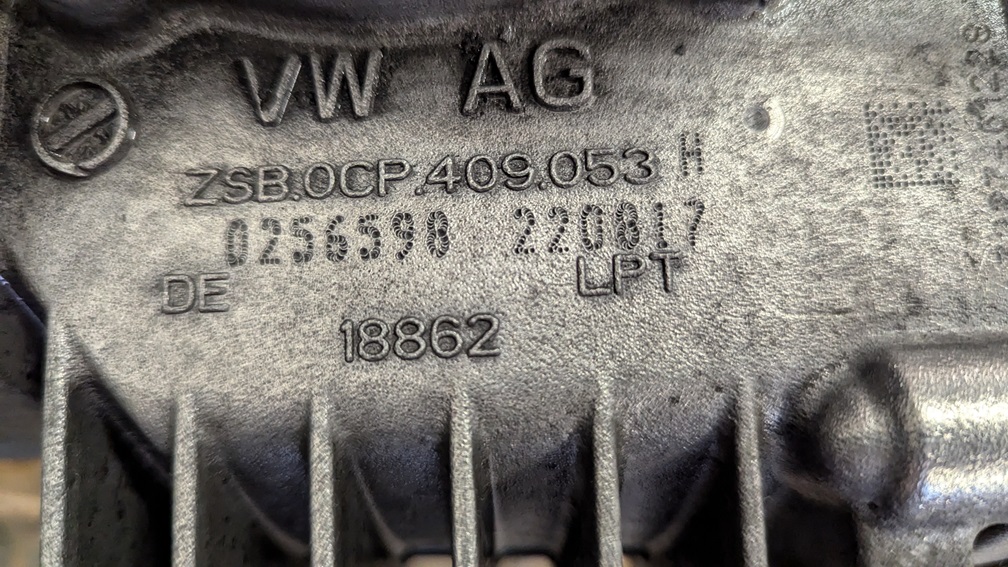 VW AG
ZSB.0CP.409.053 H
0256590 220817
DE LPT
18862